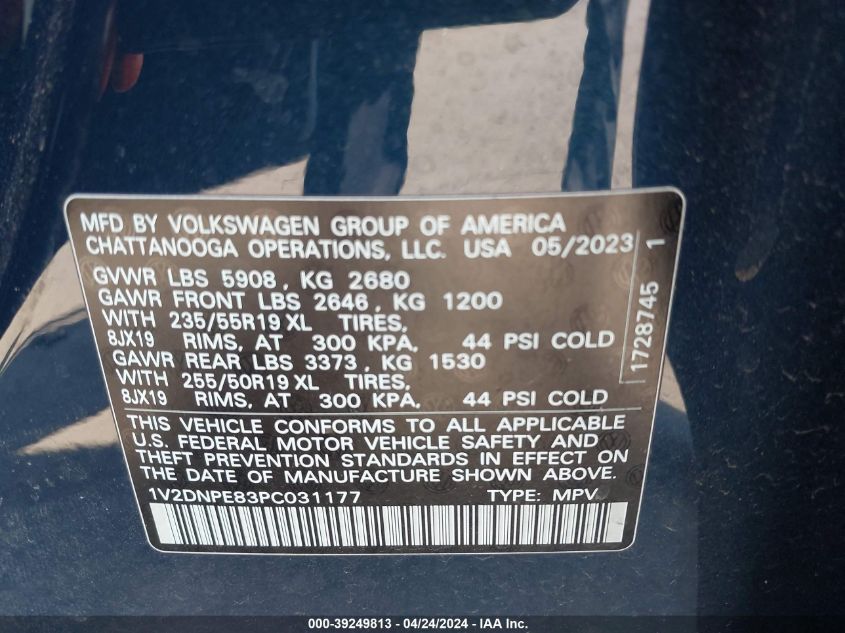 MFD BY VOLKSWAGEN GROUP OF AMERICA
CHATTANOOGA OPERATIONS, LLC. USA 05/2023
GVWR LBS 5908, KG 2680
GAWR FRONT LBS 2646, KG 1200
WITH 235/55R19 XL TIRES,
8JX19 RIMS, AT 300 KPA, 44 PSI COLD
GAWR REAR LBS 3373, KG 1530
WITH 255/50R19 XL TIRES,
8JX19 RIMS, AT 300 KPA, 44 PSI COLD
1728745 1
THIS VEHICLE CONFORMS TO ALL APPLICABLE
U.S. FEDERAL MOTOR VEHICLE SAFETY AND
THEFT PREVENTION STANDARDS IN EFFECT ON
THE DATE OF MANUFACTURE SHOWN ABOVE.
1V2DNPE83PC031177 TYPE: MPV
000-39249813 - 04/24/2024 - IAA Inc.